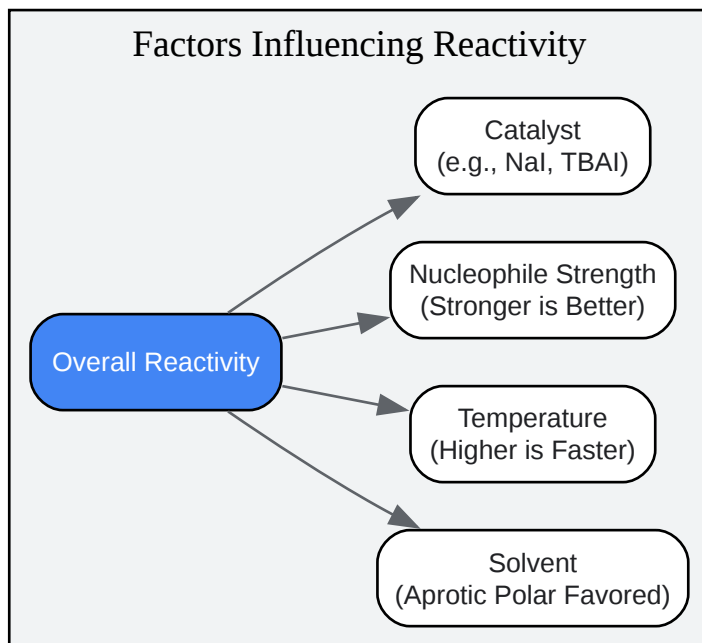 Factors Influencing Reactivity
Catalyst
(e.g., NaI, TBAI)
Nucleophile Strength
(Stronger is Better)
Overall Reactivity
Temperature
(Higher is Faster)
Solvent
(Aprotic Polar Favored)